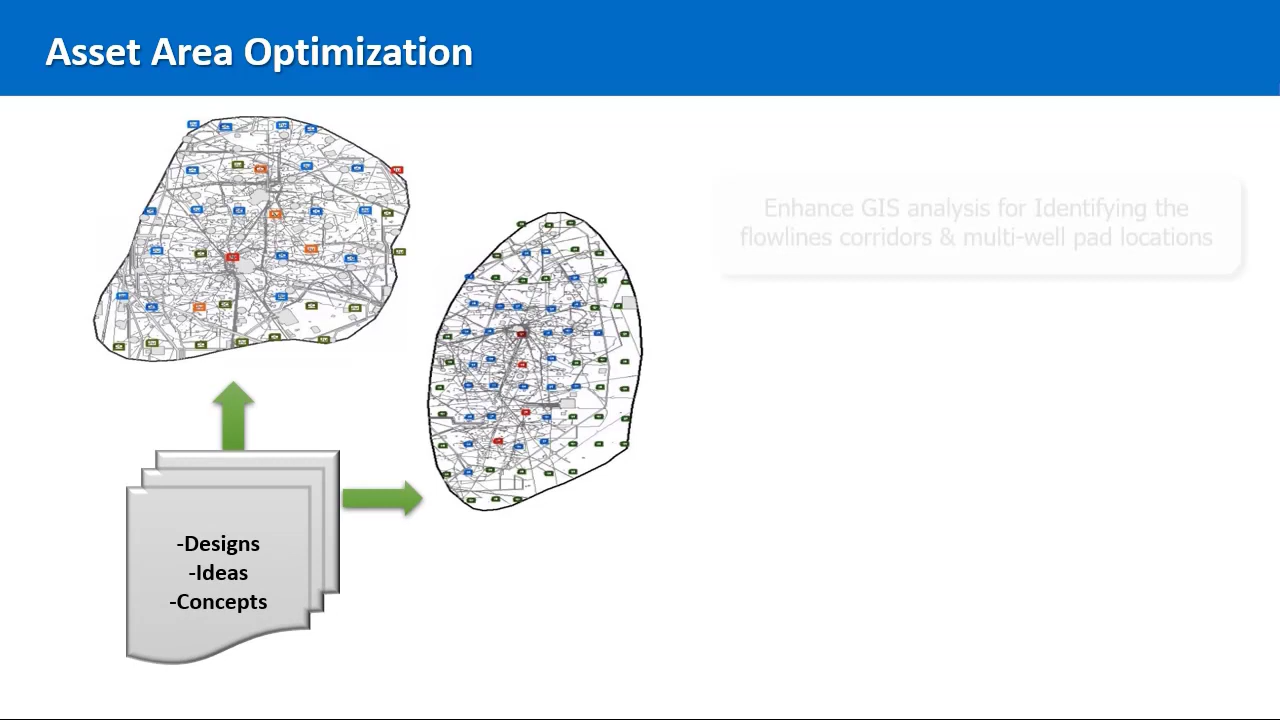 Asset Area Optimization
Enhance GIS analysis for Identifying the
flowlines corridors & multi-well pad locations
-Designs
-Ideas
-Concepts